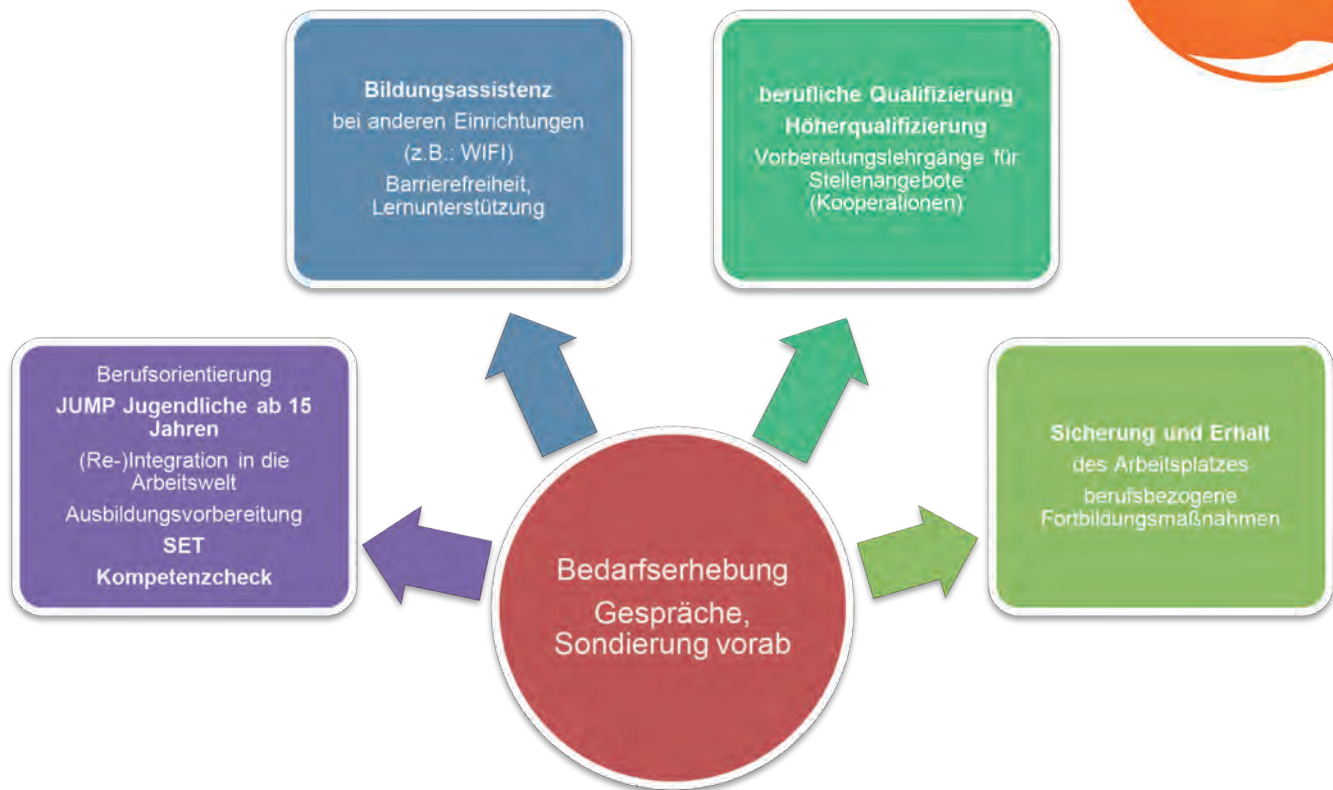 Bildungsassistenz
bei anderen Einrichtungen
(z.B.: WIFI)
Barrierefreiheit,
Lernunterstützung
berufliche Qualifizierung
Höherqualifizierung
Vorbereitungslehrgänge für
Stellenangebote
(Kooperationen)
Berufsorientierung
JUMP Jugendliche ab 15
Jahren
(Re-)Integration in die
Arbeitswelt
Ausbildungsvorbereitung
SET
Kompetenzcheck
Sicherung und Erhalt
des Arbeitsplatzes
berufsbezogene
Fortbildungsmaßnahmen
Bedarfserhebung
Gespräche,
Sondierung vorab